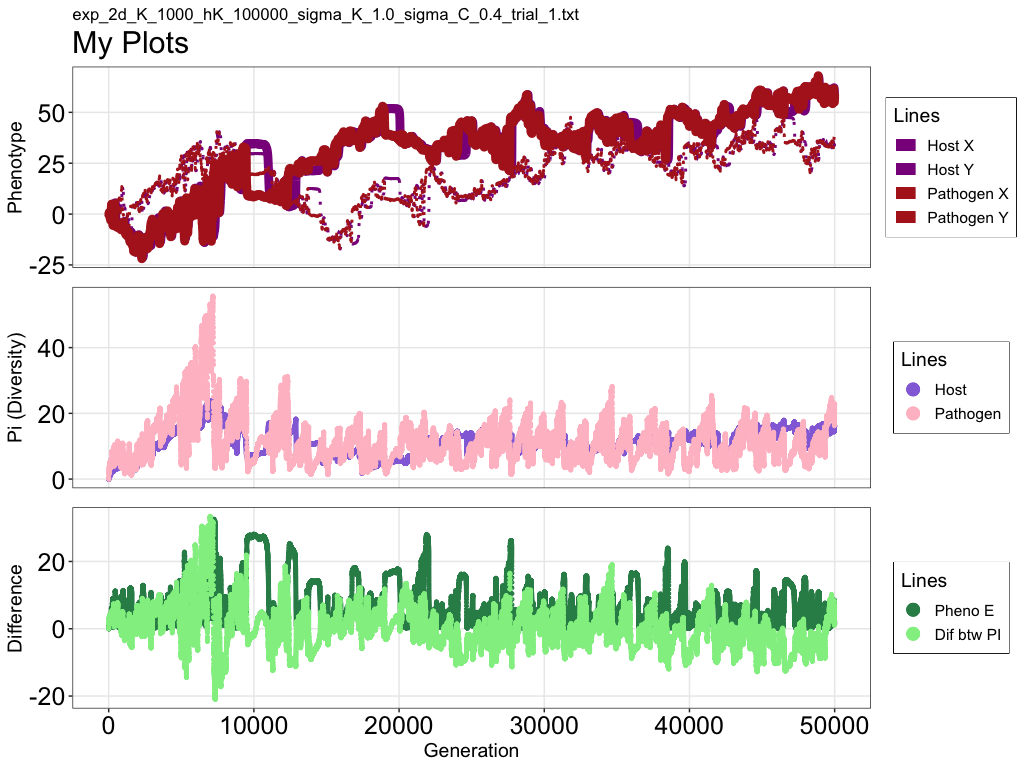 exp_2d_K_1000_hK_100000_sigma_K_1.0_sigma_C_0.4_trial_1.txt
My Plots
Phenotype
50
25
0
-25
Lines
Host X
Host Y
Pathogen X
Pathogen Y
Pi (Diversity)
40
20
0
Lines
Host
Pathogen
Difference
20
0
-20
Lines
Pheno E
Dif btw PI
0 10000 20000 30000 40000 50000
Generation